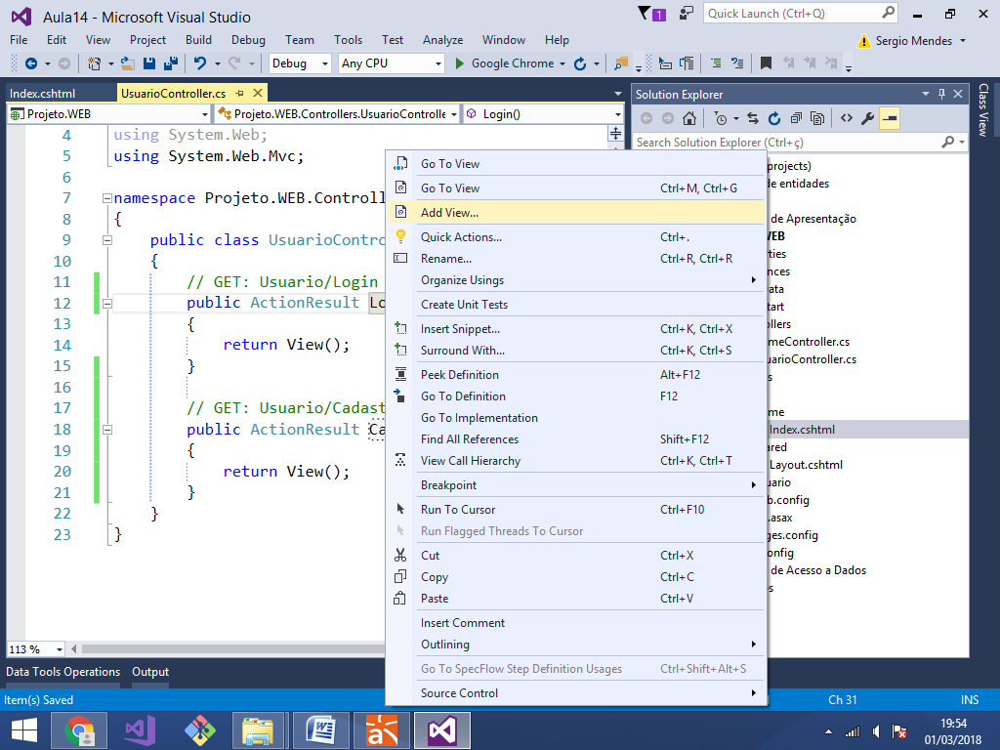 Aula14 - Microsoft Visual Studio
1
Quick Launch (Ctrl+Q)
File Edit View Project Build Debug Team Tools Test Analyze Window Help
Sergio Mendes
Debug Any CPU Google Chrome
Index.cshtml UsuarioController.cs
Projeto.WEB Projeto.WEB.Controllers.UsuarioControlle Login()
4 using System.Web;
5 using System.Web.Mvc;
6
7 namespace Projeto.WEB.Controll
8 {
9 public class UsuarioContro
10 {
11 // GET: Usuario/Login
12 public ActionResult Lo
13 {
14 return View();
15 }
16
17 // GET: Usuario/Cadast
18 public ActionResult Ca
19 {
20 return View();
21 }
22 }
23 }
113 %
Go To View
Go To View Ctrl+M, Ctrl+G
Add View...
Quick Actions... Ctrl+.
Rename... Ctrl+R, Ctrl+R
Organize Usings
Create Unit Tests
Insert Snippet... Ctrl+K, Ctrl+X
Surround With... Ctrl+K, Ctrl+S
Peek Definition Alt+F12
Go To Definition F12
Go To Implementation
Find All References Shift+F12
View Call Hierarchy Ctrl+K, Ctrl+T
Breakpoint
Run To Cursor Ctrl+F10
Run Flagged Threads To Cursor
Cut Ctrl+X
Copy Ctrl+C
Paste Ctrl+V
Insert Comment
Outlining
Go To SpecFlow Step Definition Usages Ctrl+Shift+Alt+S
Source Control
Solution Explorer
Search Solution Explorer (Ctrl+ç)
projects)
de entidades
de Apresentação
EB
rties
nces
ata
tart
llers
meController.cs
uarioController.cs
s
me
Index.cshtml
ared
Layout.cshtml
uario
b.config
.asax
ges.config
onfig
de Acesso a Dados
s
Class View
Data Tools Operations Output
Item(s) Saved Ch 31 INS
19:54
01/03/2018